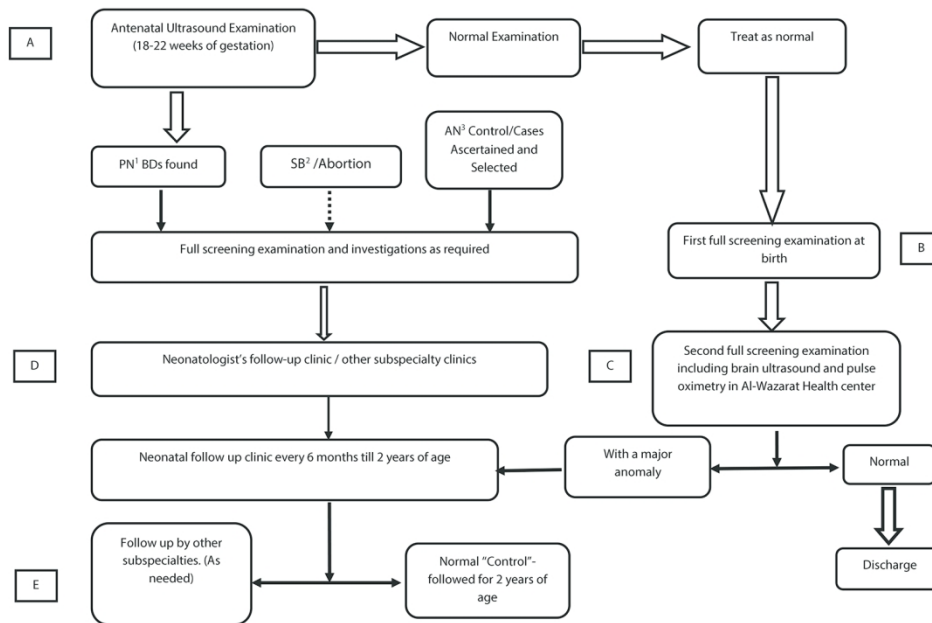 A
Antenatal Ultrasound Examination
(18-22 weeks of gestation)
Normal Examination
Treat as normal
PN¹ BDs found
SB² /Abortion
AN³ Control/Cases
Ascertained and
Selected
Full screening examination and investigations as required
First full screening examination at
birth
B
D
Neonatologist's follow-up clinic / other subspecialty clinics
C
Second full screening examination
including brain ultrasound and pulse
oximetry in Al-Wazarat Health center
Neonatal follow up clinic every 6 months till 2 years of age
With a major
anomaly
Normal
E
Follow up by other
subspecialties. (As
needed)
Normal “Control”-
followed for 2 years of
age
Discharge